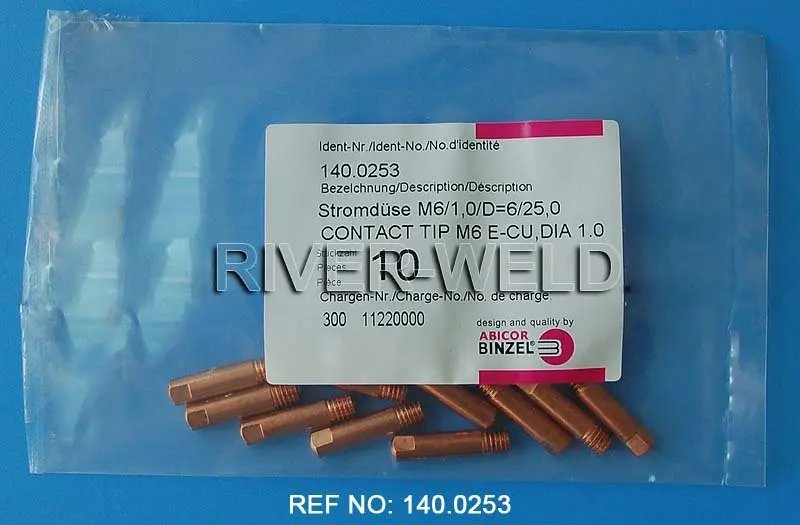 Ident-Nr./Ident-No./No.d'identité
140.0253
Bezeichnung/Description/Déscription
Stromdüse M6/1,0/D=6/25,0
CONTACT TIP M6 E-CU,DIA 1.0
Stückzahl
Pieces
Pièce
10
RIVER-WELD
Chargen-Nr./Charge-No./No. de charge
300 11220000
design and quality by
ABICOR
BINZEL®
REF NO: 140.0253